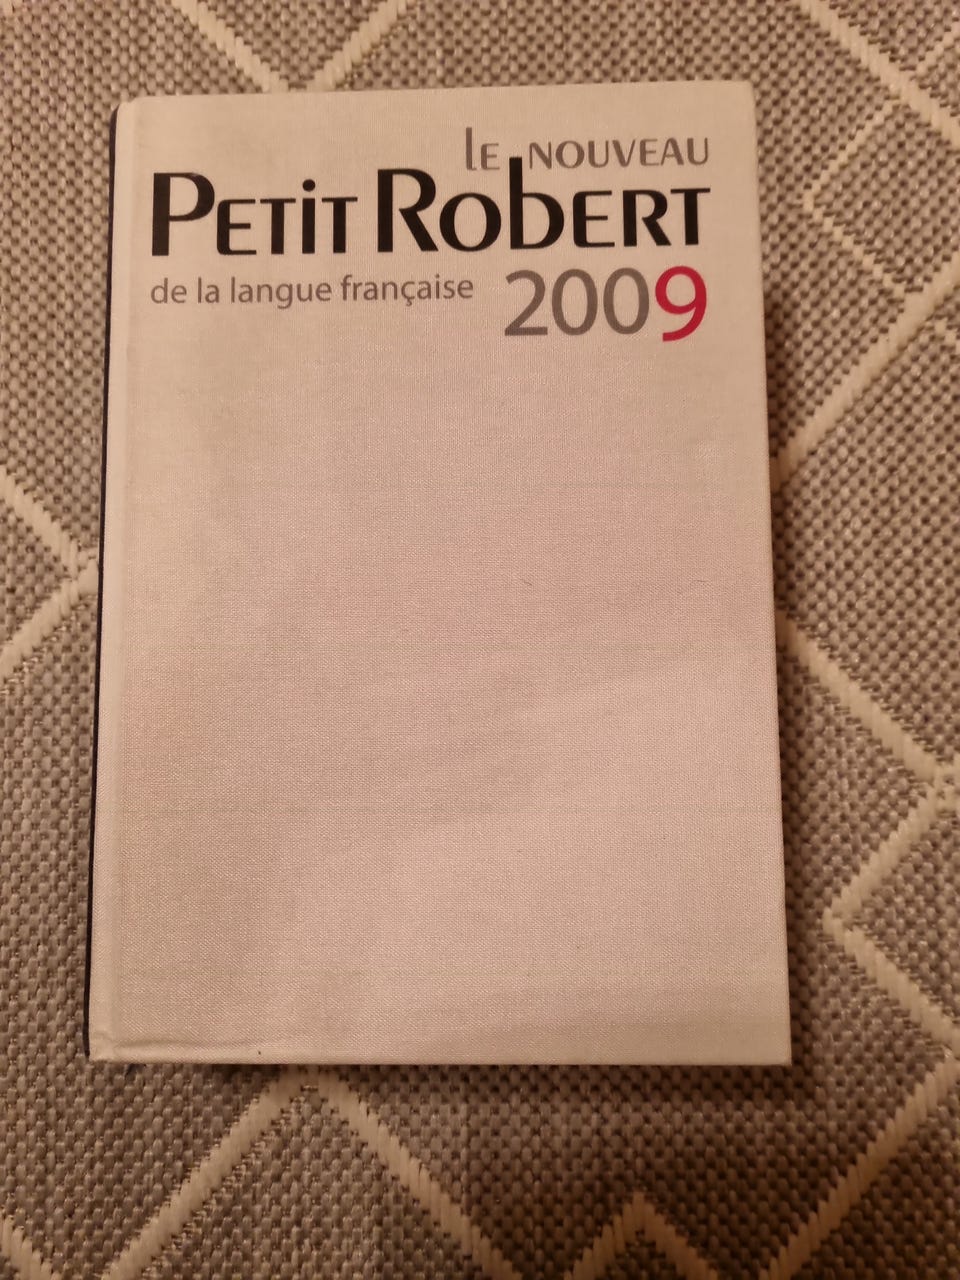 LE NOUVEAU
PETIT ROBERT
de la langue française
2009